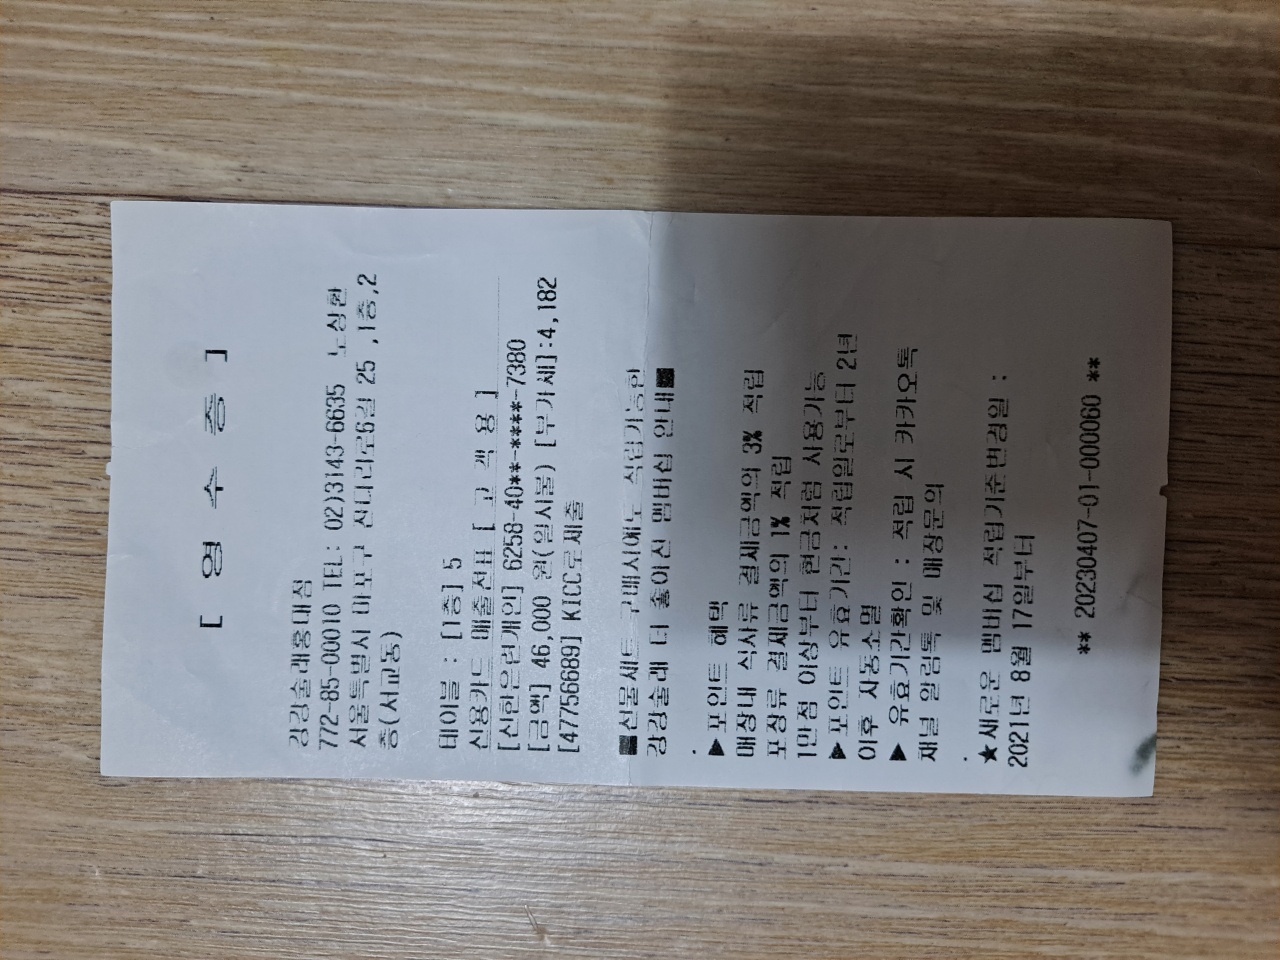 [ 영 수 증 ]
강강술래홍대점
772-85-00010 TEL: 02)3143-6635 노상환
서울특별시 마포구 잔다리로6길 25 ,1층,2
층(서교동)
테이블 : [1층] 5
신용카드 매출전표 [ 고 객 용 ]
[신한은련개인] 6258-40**-****-7380
[금액] 46,000 원(일시불) [부가세]:4,182
[47756689] KICC로제출
■선물세트 구매시에도 적립가능한
강강술래 더 좋아진 멤버십 안내■
.
▶포인트 혜택
매장내 식사류 결제금액의 3% 적립
포장류 결제금액의 1% 적립
1만점 이상부터 현금처럼 사용가능
▶포인트 유효기간: 적립일로부터 2년
이후 자동소멸
▶ 유효기간확인 : 적립 시 카카오톡
채널 알림톡 및 매장문의
.
★새로운 멤버십 적립기준변경일 :
2021년 8월 17일부터
** 20230407-01-000060 **